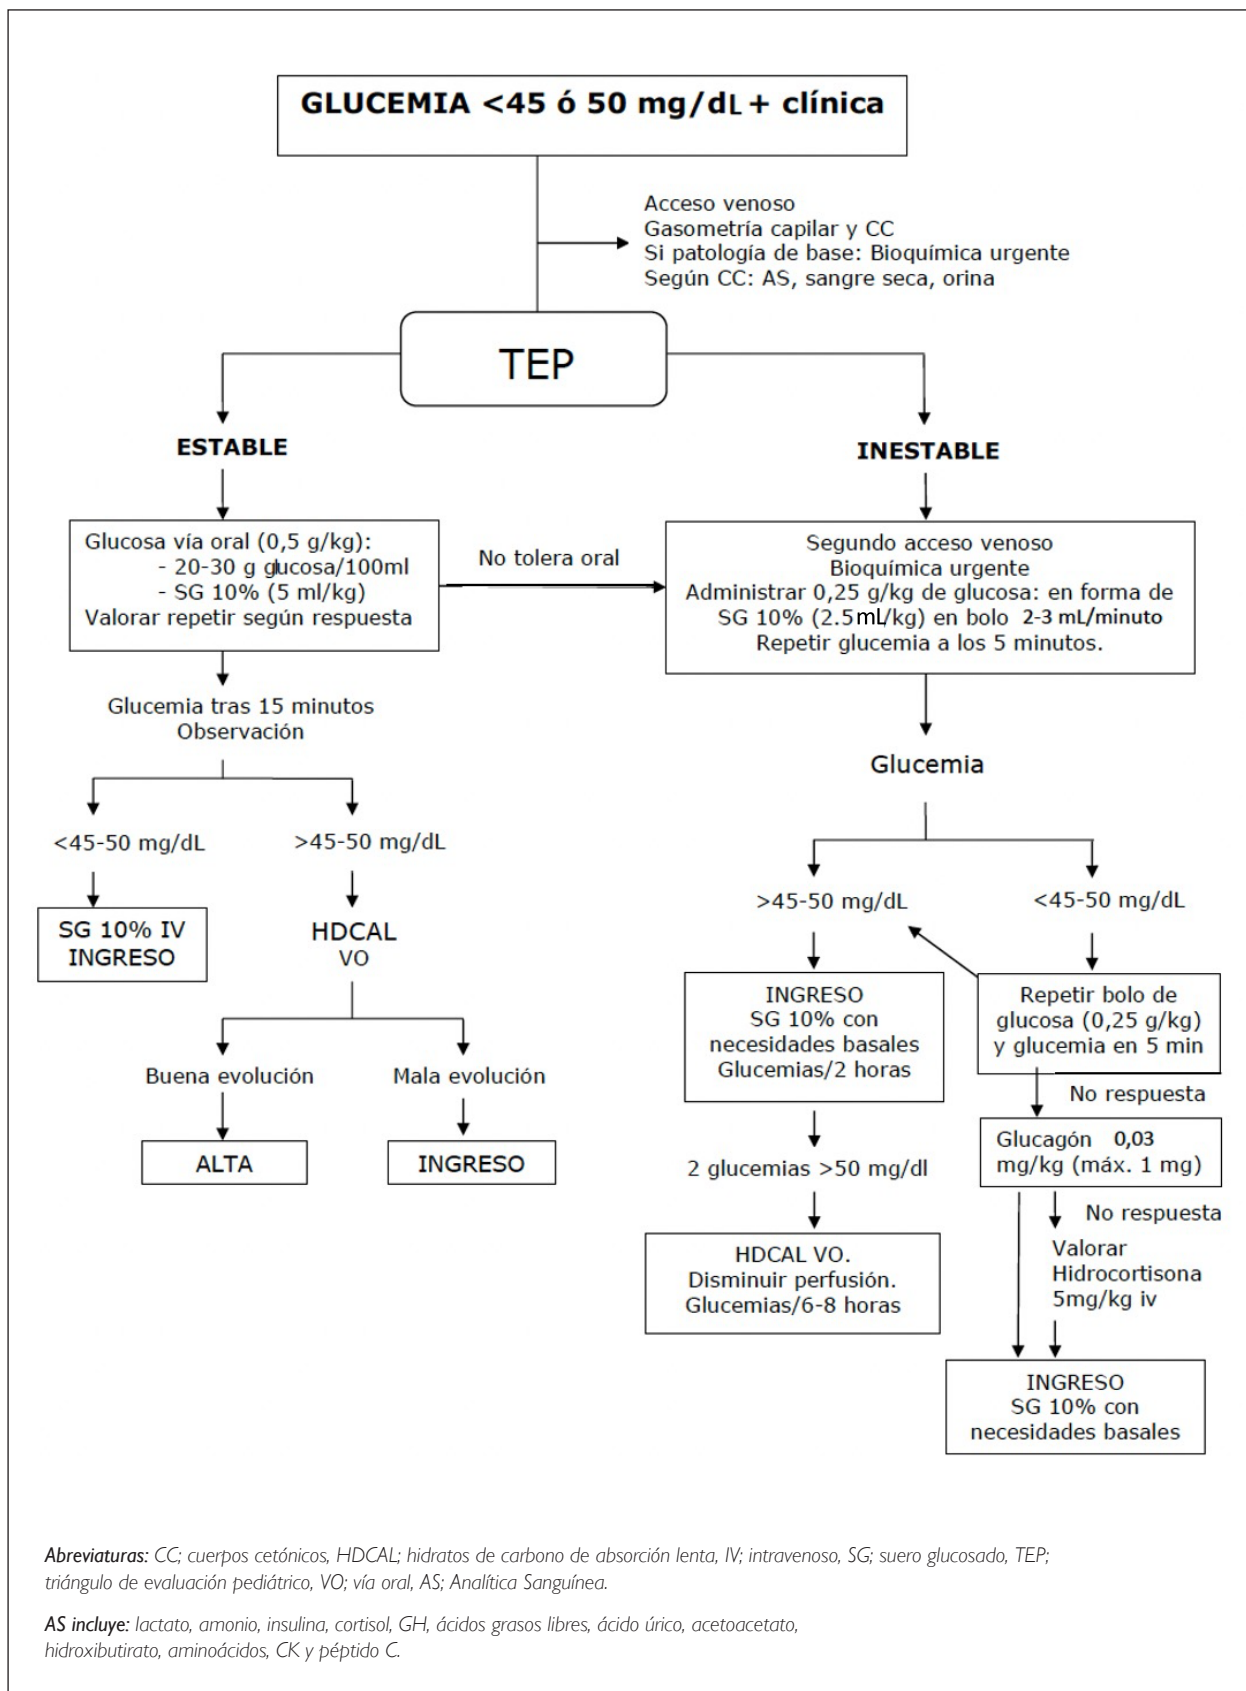 GLUCEMIA <45 ó 50 mg/dL + clínica
Acceso venoso
Gasometría capilar y CC
Si patología de base: Bioquímica urgente
Según CC: AS, sangre seca, orina
TEP
ESTABLE
INESTABLE
Glucosa vía oral (0,5 g/kg):
- 20-30 g glucosa/100ml
- SG 10% (5 ml/kg)
Valorar repetir según respuesta
No tolera oral
Segundo acceso venoso
Bioquímica urgente
Administrar 0,25 g/kg de glucosa: en forma de
SG 10% (2.5mL/kg) en bolo 2-3 mL/minuto
Repetir glucemia a los 5 minutos.
Glucemia tras 15 minutos
Observación
<45-50 mg/dL
>45-50 mg/dL
SG 10% IV
INGRESO
HDCAL
VO
Buena evolución
Mala evolución
ALTA
INGRESO
Glucemia
>45-50 mg/dL
<45-50 mg/dL
INGRESO
SG 10% con
necesidades basales
Glucemias/2 horas
Repetir bolo de
glucosa (0,25 g/kg)
y glucemia en 5 min
No respuesta
2 glucemias >50 mg/dl
Glucagón 0,03
mg/kg (máx. 1 mg)
No respuesta
HDCAL VO.
Disminuir perfusión.
Glucemias/6-8 horas
Valorar
Hidrocortisona
5mg/kg iv
INGRESO
SG 10% con
necesidades basales
Abreviaturas: CC; cuerpos cetónicos, HDCAL; hidratos de carbono de absorción lenta, IV; intravenoso, SG; suero glucosado, TEP;
triángulo de evaluación pediátrico, VO; vía oral, AS; Analítica Sanguínea.
AS incluye: lactato, amonio, insulina, cortisol, GH, ácidos grasos libres, ácido úrico, acetoacetato,
hidroxibutirato, aminoácidos, CK y péptido C.